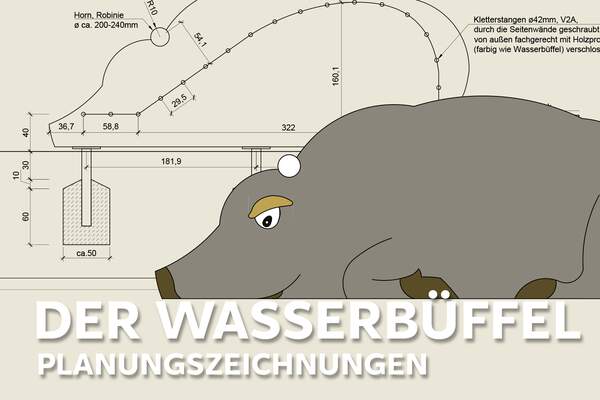 Horn, Robinie
ø ca. 200-240mm
R10
54,1
29,5
160,1
Kletterstangen ø42mm, V2A,
durch die Seitenwände geschraubt
von außen fachgerecht mit Holzpro
(farbig wie Wasserbüffel) verschlos
40
36,7
58,8
322
30
181,9
10
60
ca.50
DER WASSERBÜFFEL
PLANUNGSZEICHNUNGEN